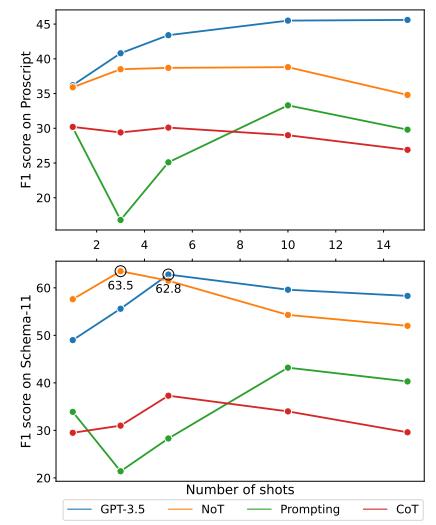 F1 score on Proscript
45
40
35
30
25
20
2 4 6 8 10 12 14
F1 score on Schema-11
60
50
40
30
20
63.5
62.8
Number of shots
GPT-3.5 NoT Prompting CoT